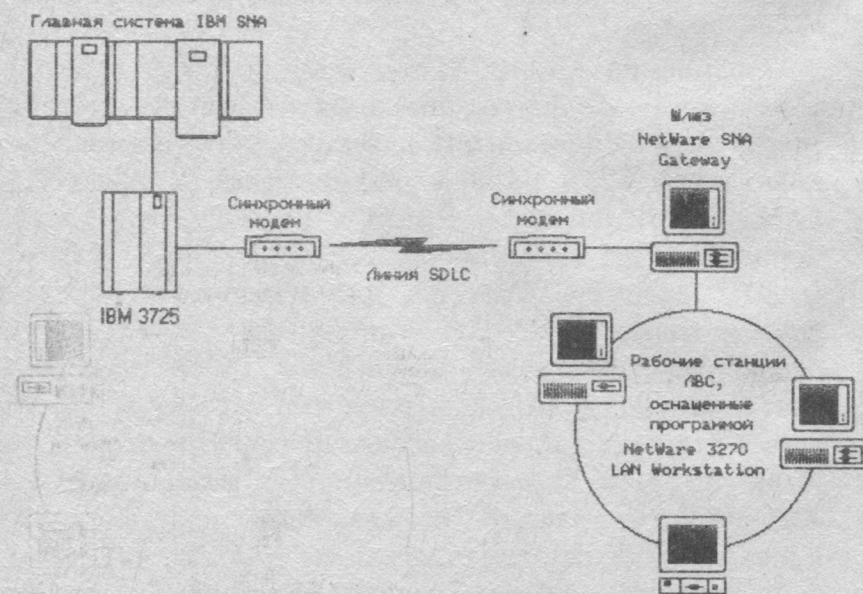 Главная система IBM SNA
Шлюз
NetWare SNA
Gateway
Синхронный
модем
Синхронный
модем
Линия SDLC
IBM 3725
Рабочие станции
ЛВС,
оснащенные
программой
NetWare 3270
LAN Workstation